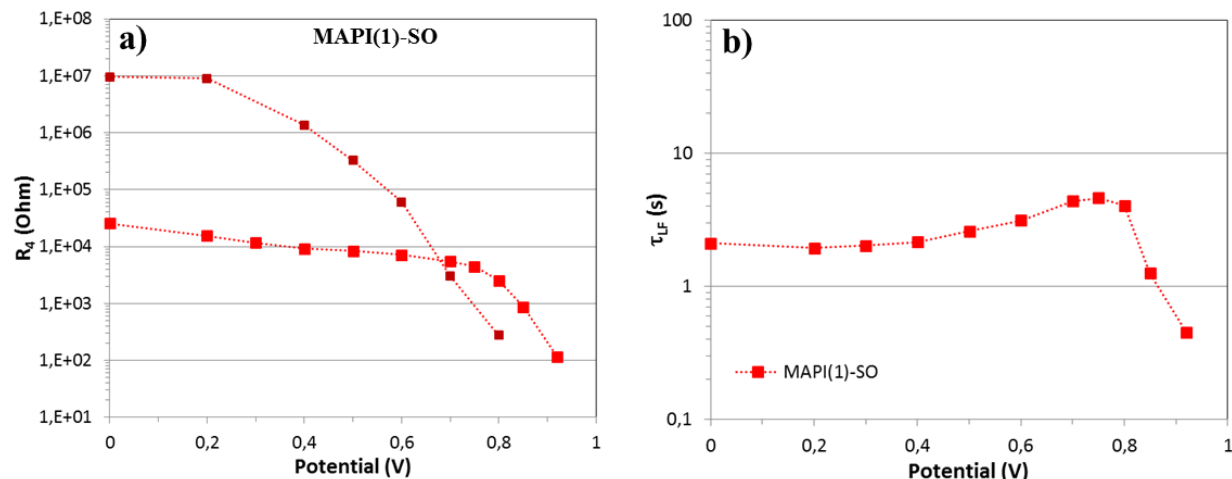 a)
MAPI(1)-SO
1,E+08
1,E+07
1,E+06
1,E+05
1,E+04
1,E+03
1,E+02
1,E+01
R4 (Ohm)
0 0,2 0,4 0,6 0,8 1
Potential (V)
b)
100
10
1
0,1
τLF (s)
MAPI(1)-SO
0 0,2 0,4 0,6 0,8 1
Potential (V)